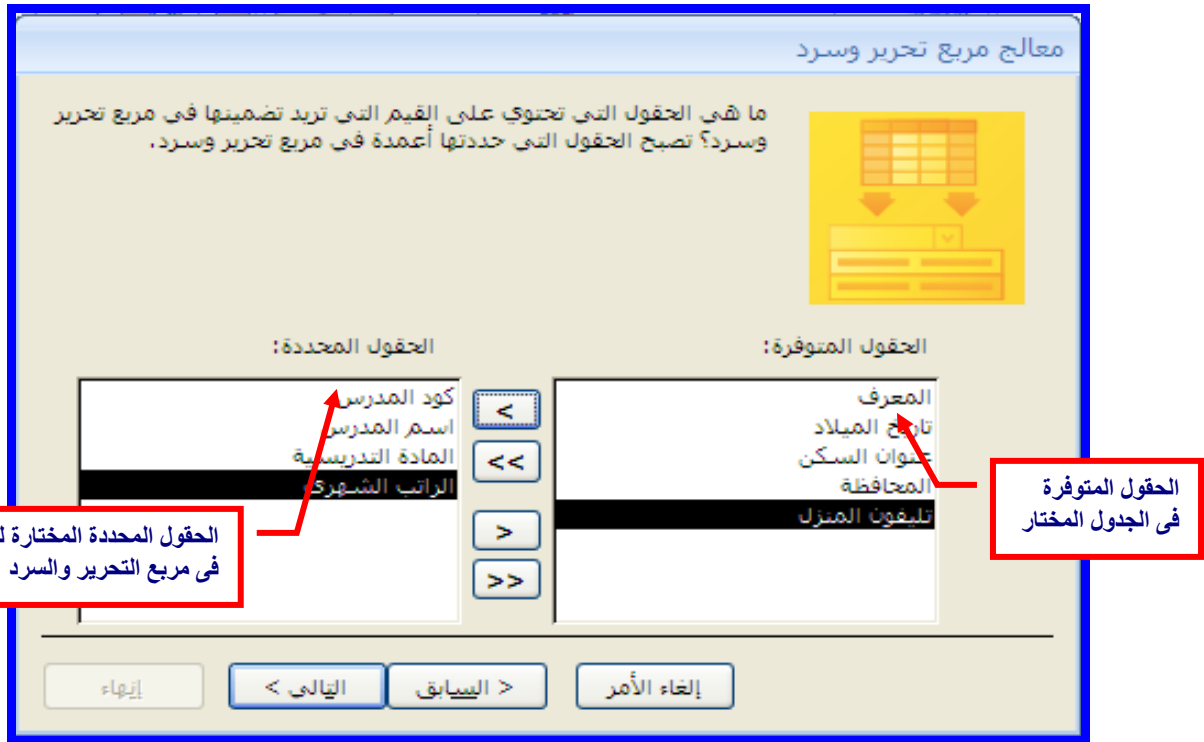 معالج مربع تحرير وسرد
ما هي الحقول التي تحتوي على القيم التي تريد تضمينها في مربع تحرير
وسرد؟ تصبح الحقول التي حددتها أعمدة في مربع تحرير وسرد.
الحقول المتوفرة:
المعرف
تاريخ الميلاد
عنوان السكن
المحافظة
تليفون المنزل
<
<<
>
>>
الحقول المحددة:
كود المدرس
اسم المدرس
المادة التدريسية
الراتب الشهرى
الحقول المتوفرة
فى الجدول المختار
الحقول المحددة المختارة
فى مربع التحرير والسرد
إلغاء الأمر
< السابق
التالي >
إنهاء